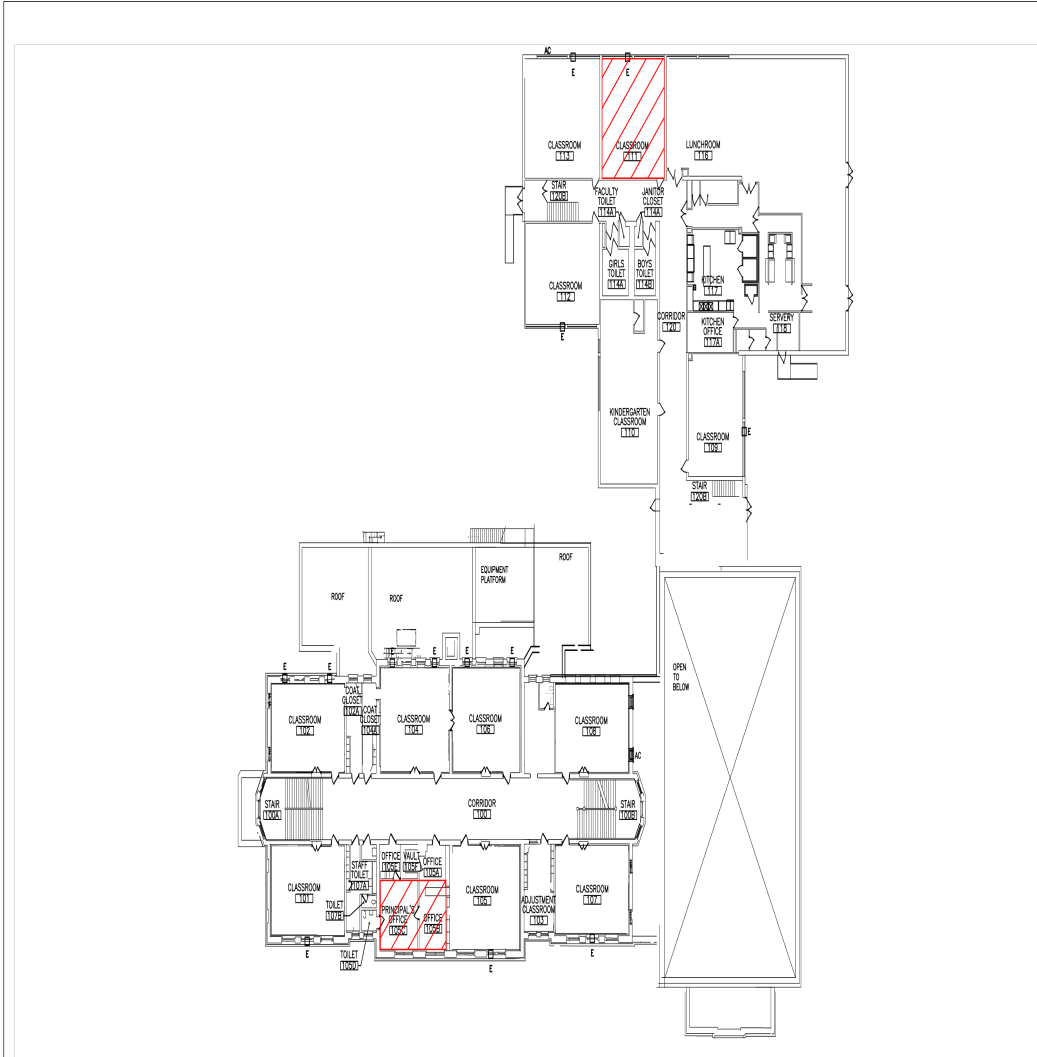 AC
E
E
CLASSROOM
113
CLASSROOM
111
LUNCHROOM
116
STAIR
120B
FACULTY
TOILET
114A
JANITOR
CLOSET
114A
GIRLS
TOILET
114A
BOYS
TOILET
114B
CLASSROOM
112
E
KITCHEN
117
CORRIDOR
120
KITCHEN
OFFICE
117A
SERVERY
118
KINDERGARTEN
CLASSROOM
110
CLASSROOM
109
E
STAIR
120B
ROOF
ROOF
EQUIPMENT
PLATFORM
ROOF
OPEN
TO
BELOW
E
E
E
E
E
E
CLASSROOM
102
COAT
CLOSET
102A
COAT
CLOSET
104A
CLASSROOM
104
CLASSROOM
106
CLASSROOM
108
AC
STAIR
100A
CORRIDOR
100
STAIR
100B
CLASSROOM
101
STAFF
TOILET
107A
TOILET
107B
OFFICE
105E
VAULT
105F
OFFICE
105A
PRINCIPAL'S
OFFICE
105C
OFFICE
105B
CLASSROOM
105
ADJUSTMENT
CLASSROOM
103
CLASSROOM
107
E
TOILET
105D
E
E